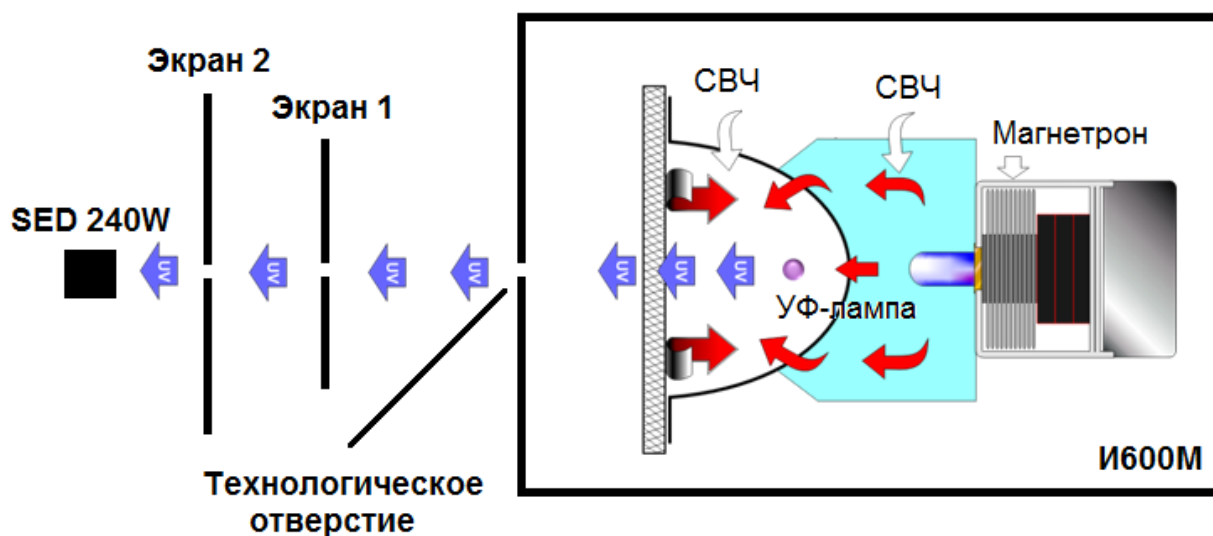 Экран 2
Экран 1
SED 240W
СВЧ
СВЧ
Магнетрон
UV
UV
UV
UV
UV
UV
UV
УФ-лампа
И600М
Технологическое
отверстие